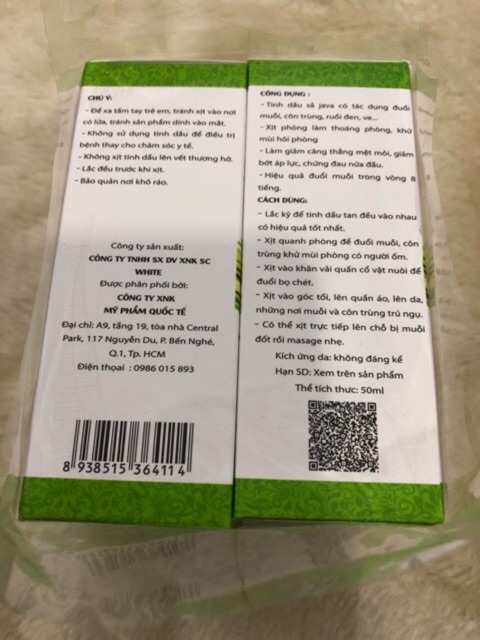 CHÚ Ý:
- Để xa tầm tay trẻ em, tránh xịt vào nơi
có lửa, tránh sản phẩm dính vào mắt.
- Không sử dụng tinh dầu để điều trị
bệnh thay cho chăm sóc y tế.
- Không xịt tinh dầu lên vết thương hở.
- Lắc đều trước khi xịt.
- Bảo quản nơi khô ráo.
Công ty sản xuất:
CÔNG TY TNHH SX DV XNK SC
WHITE
Được phân phối bởi:
CÔNG TY XNK
MỸ PHẨM QUỐC TẾ
Đại chỉ: A9, tầng 19, tòa nhà Central
Park, 117 Nguyễn Du, P. Bến Nghé,
Q.1, Tp. HCM
Điện thoại : 0986 015 893
8 938515 364114
CÔNG DỤNG :
- Tinh dầu sả java có tác dụng đuổi
muỗi, côn trùng, ruồi đen, ve...
- Xịt phòng làm thoáng phòng, khử
mùi hôi phòng
- Làm giảm căng thẳng mệt mỏi, giảm
bớt áp lực, chứng đau nửa đầu.
- Hiệu quả đuổi muỗi trong vòng 8
tiếng.
CÁCH DÙNG:
- Lắc kỹ để tinh dầu tan đều vào nhau
có hiệu quả tốt nhất.
- Xịt quanh phòng để đuổi muỗi, côn
trùng khử mùi phòng có người ốm.
- Xịt vào khăn vải quấn cổ vật nuôi để
đuổi bọ chét.
- Xịt vào góc tối, lên quần áo, lên da,
những nơi muỗi và côn trùng trú ngụ.
- Có thể xịt trực tiếp lên chỗ bị muỗi
đốt rồi masage nhẹ.
Kích ứng da: không đáng kể
Hạn SD: Xem trên sản phẩm
Thể tích thực: 50ml